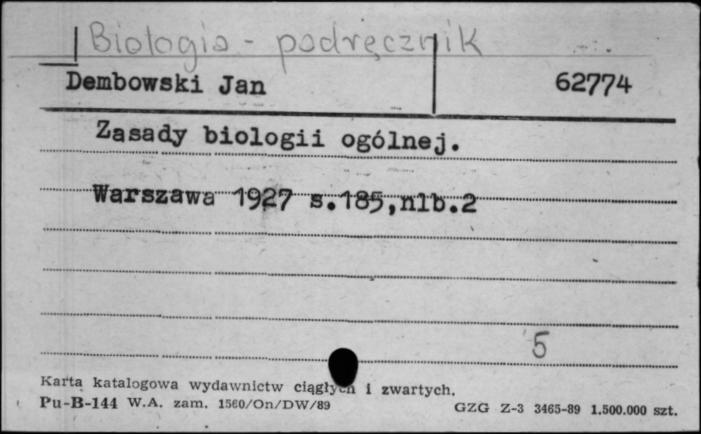 Biologia - podręcznik
Dembowski Jan 62774
Zasady biologii ogólnej.
Warszawa 1927 s.185,nlb.2
5
Karta katalogowa wydawnictw ciągłych i zwartych.
Pu-B-144 W.A. zam. 1560/On/DW/89 GZG Z-3 3465-89 1.500.000 szt.